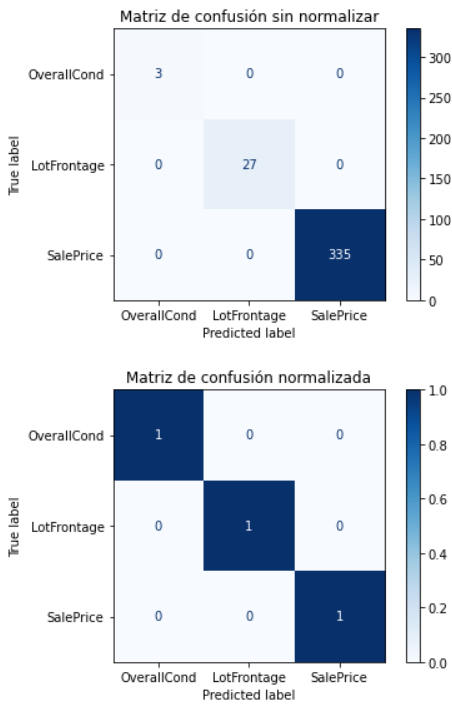 Matriz de confusión sin normalizar
OverallCond 3 0 0
LotFrontage 0 27 0
SalePrice 0 0 335
True label
OverallCond LotFrontage SalePrice
Predicted label
300
250
200
150
100
50
0
Matriz de confusión normalizada
OverallCond 1 0 0
LotFrontage 0 1 0
SalePrice 0 0 1
True label
OverallCond LotFrontage SalePrice
Predicted label
1.0
0.8
0.6
0.4
0.2
0.0